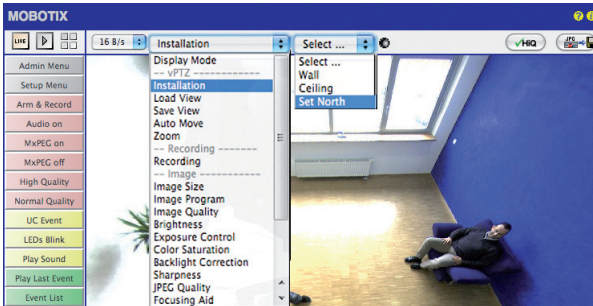 MOBOTIX
LIVE
16 B/s
Installation
Select ...
HiQ
JPG
Admin Menu
Setup Menu
Arm & Record
Audio on
MxPEG on
MxPEG off
High Quality
Normal Quality
UC Event
LEDs Blink
Play Sound
Play Last Event
Event List
Display Mode
-- vPTZ -------------
Installation
Load View
Save View
Auto Move
Zoom
-- Recording -------
Recording
-- Image ------------
Image Size
Image Program
Image Quality
Brightness
Exposure Control
Color Saturation
Backlight Correction
Sharpness
JPEG Quality
Focusing Aid
Select ...
Wall
Ceiling
Set North